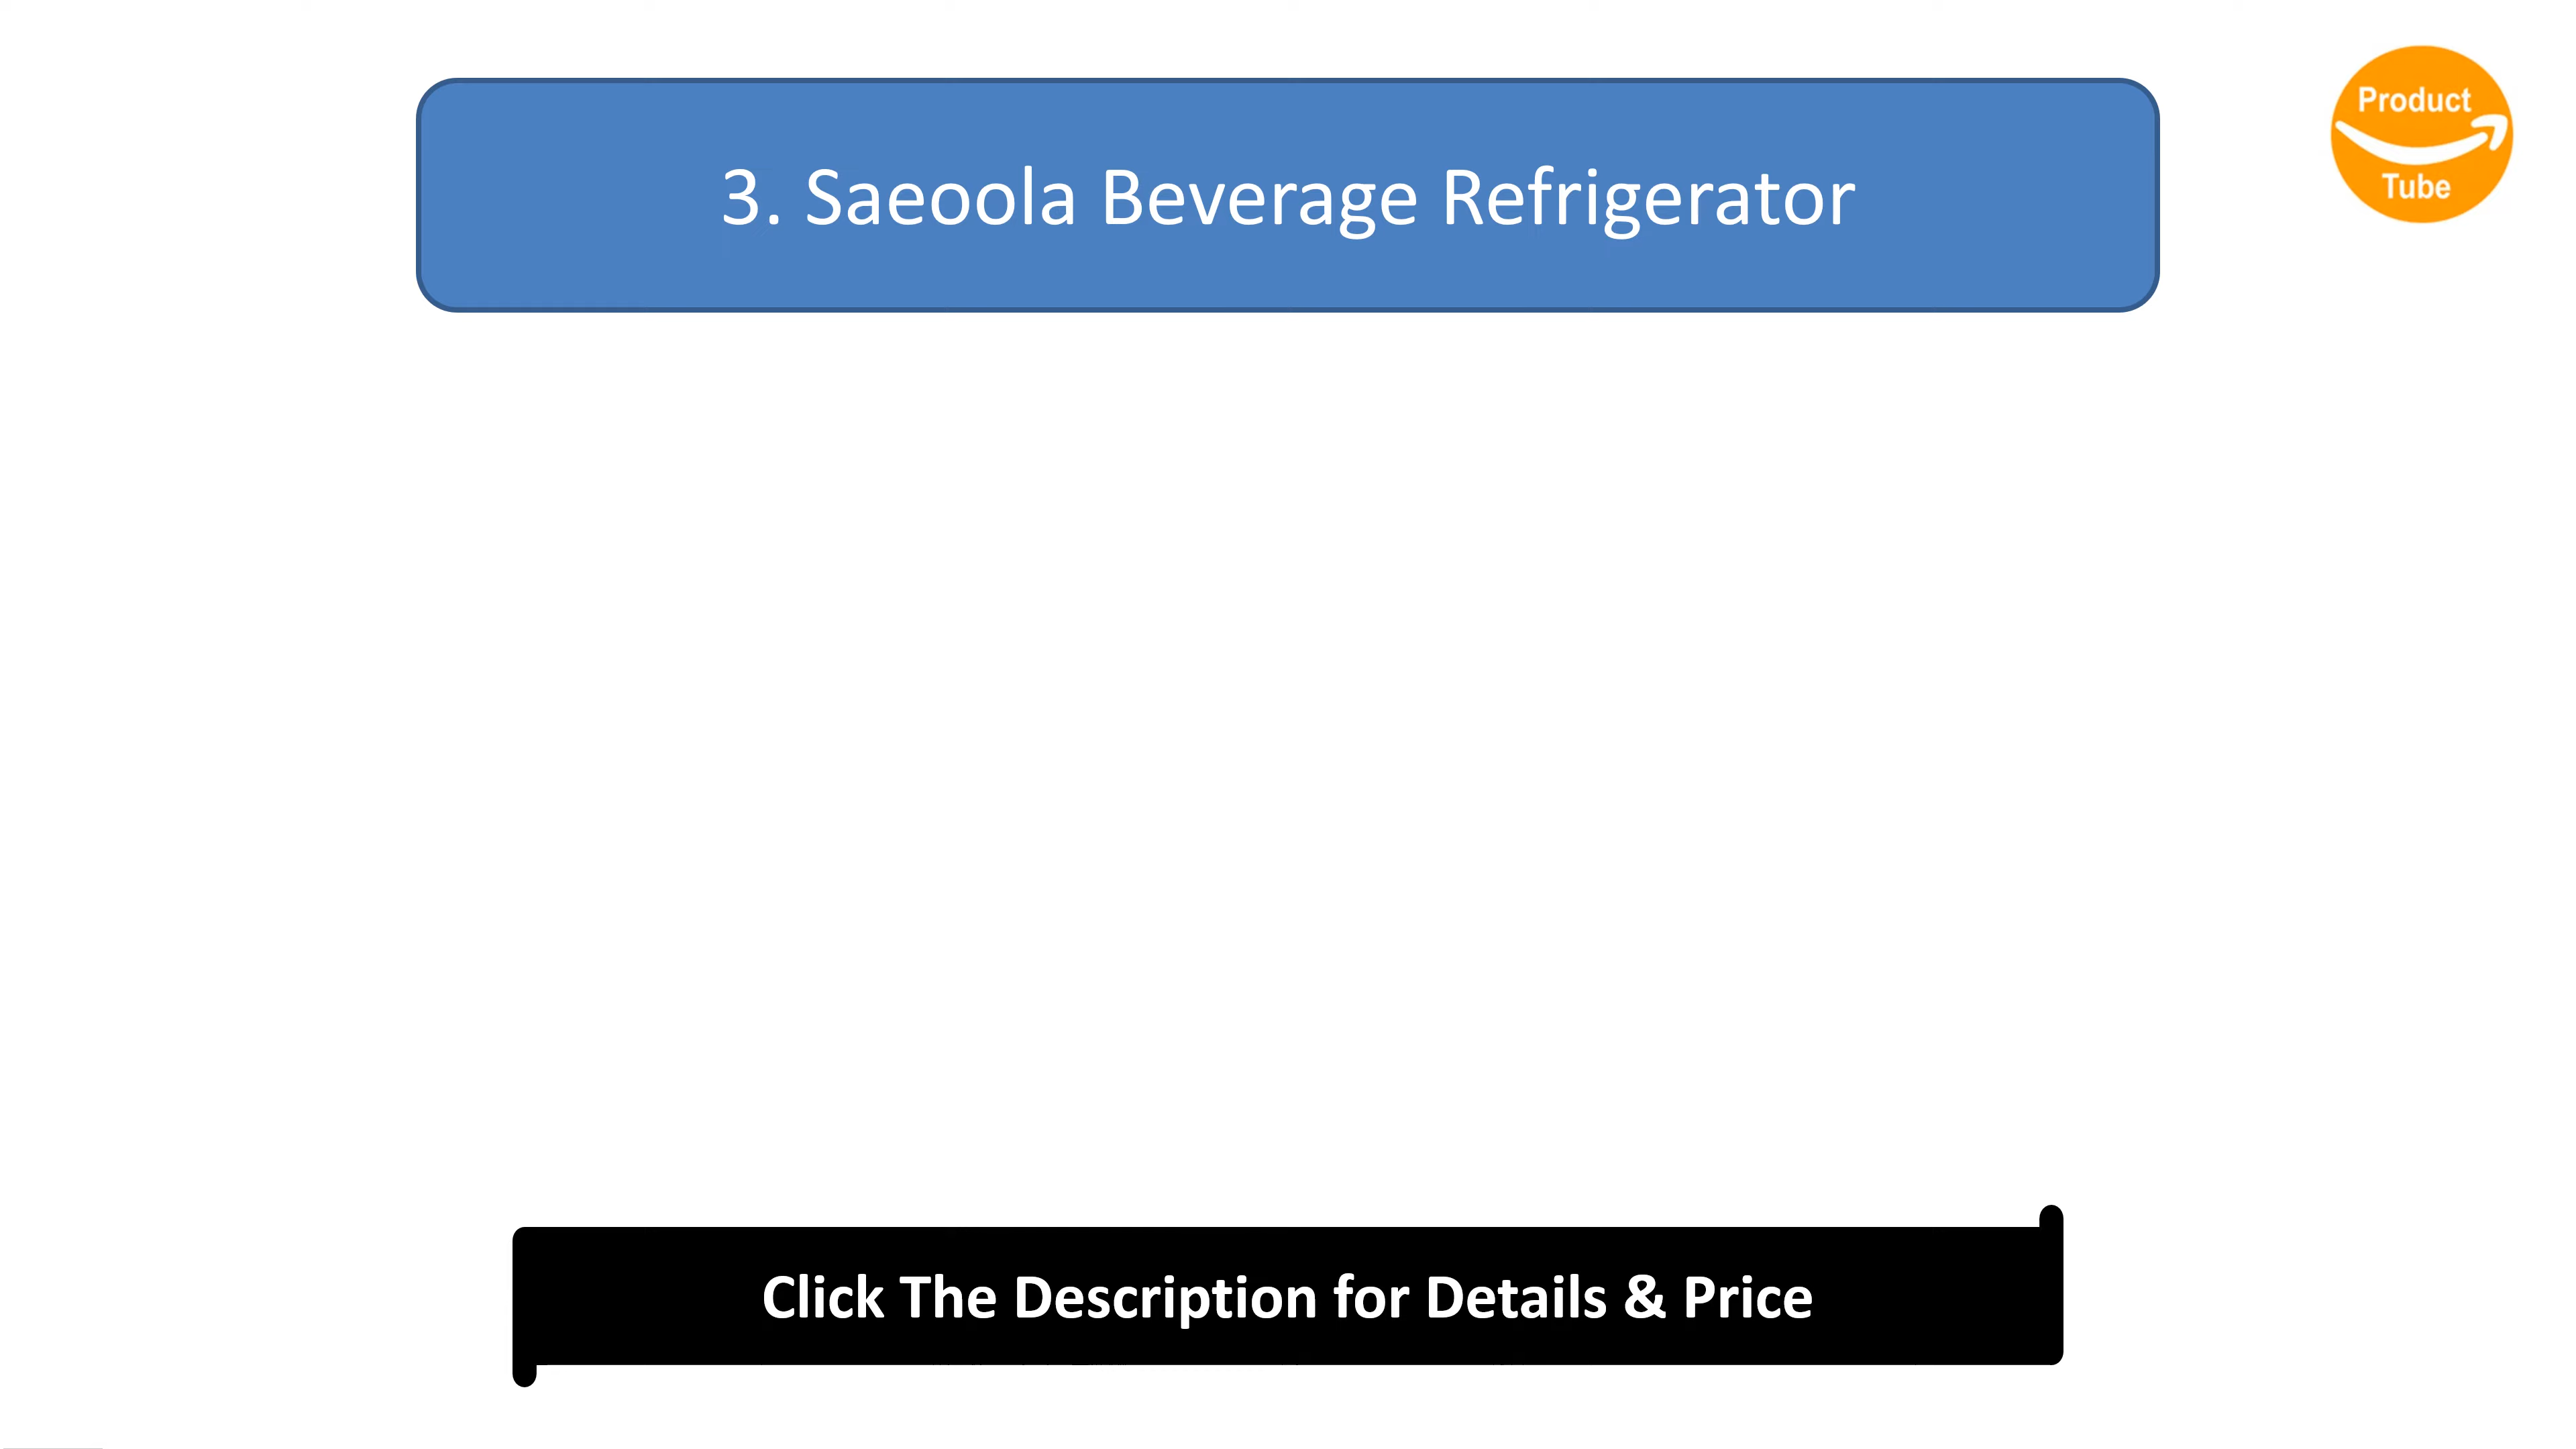 3. Saeoola Beverage Refrigerator
Product
Tube
Click The Description for Details & Price